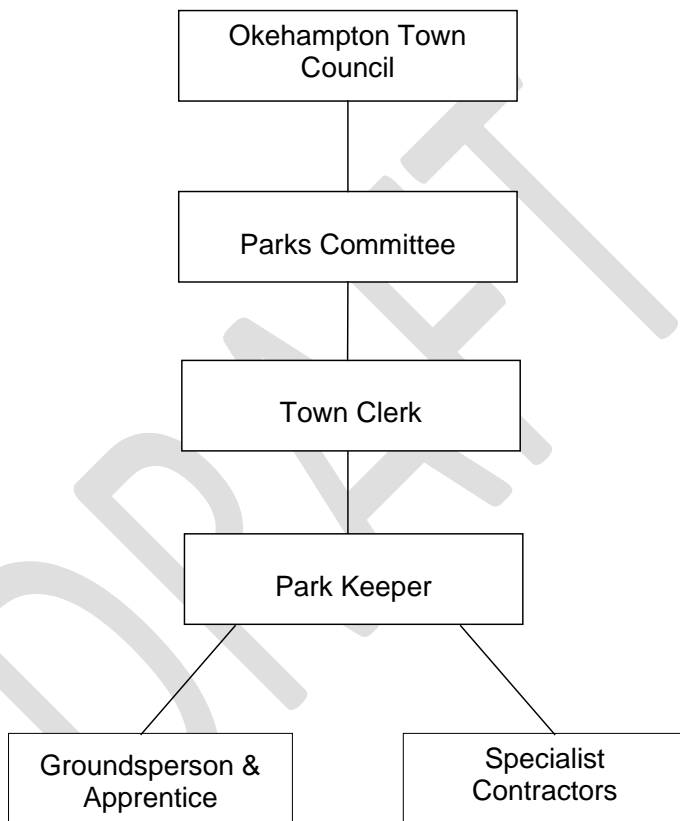 Okehampton Town
Council
Parks Committee
Town Clerk
Park Keeper
Groundsperson &
Apprentice
Specialist
Contractors
DRAFT